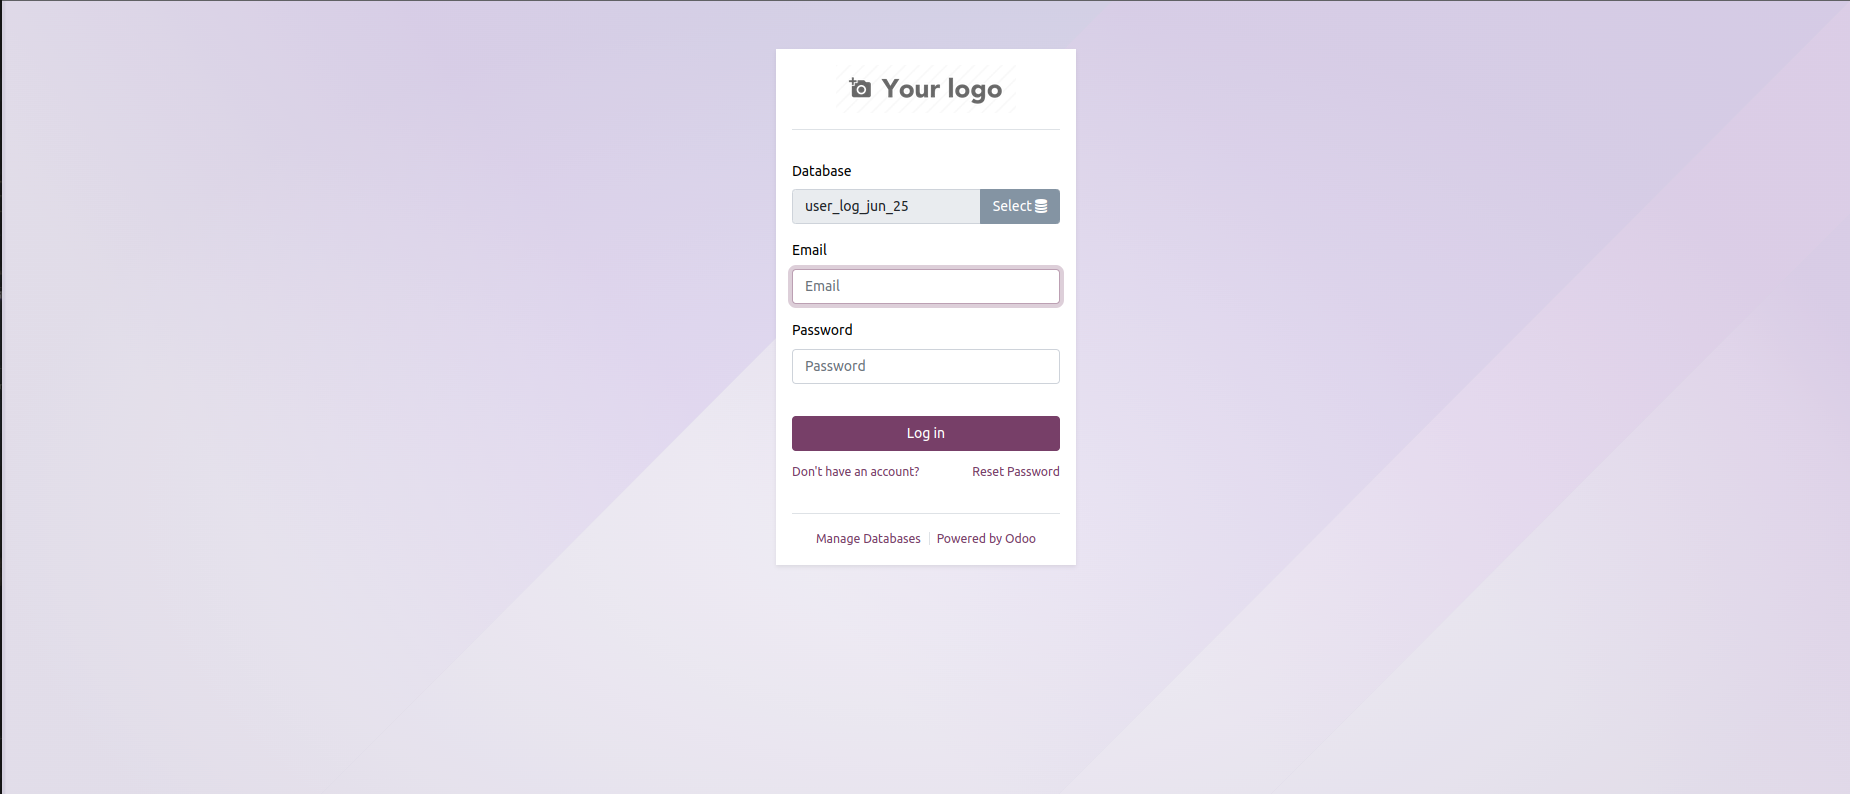 Your logo
Database
user_log_jun_25 Select
Email
Email
Password
Password
Log in
Don't have an account? Reset Password
Manage Databases Powered by Odoo